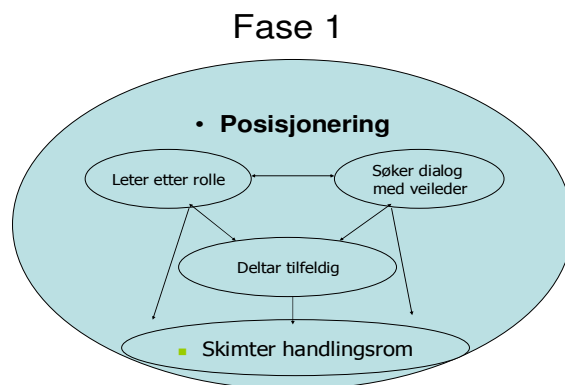 Fase 1
• Posisjonering
Leter etter rolle
Søker dialog
med veileder
Deltar tilfeldig
▪ Skimter handlingsrom